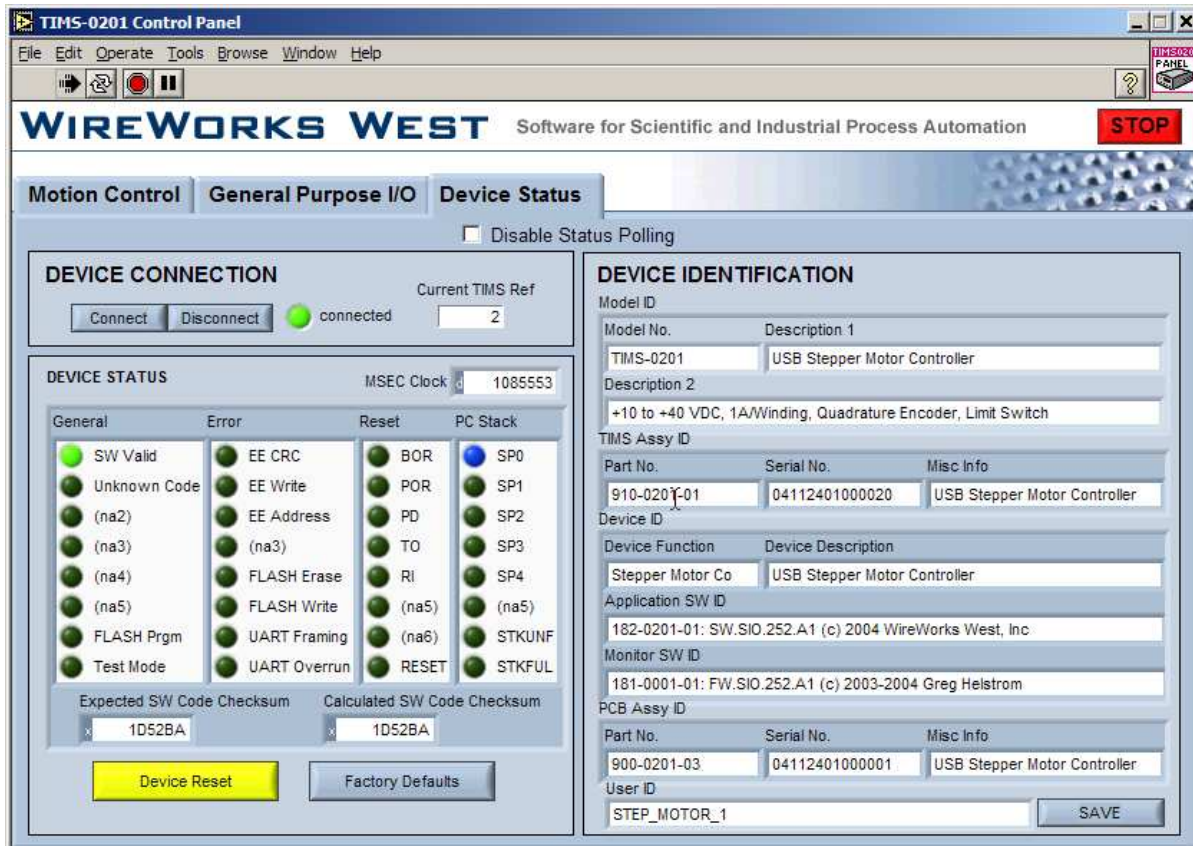 TIMS-0201 Control Panel
File Edit Operate Tools Browse Window Help
TIMS020
PANEL
WIREWORKS WEST Software for Scientific and Industrial Process Automation STOP
Motion Control General Purpose I/O Device Status
Disable Status Polling
DEVICE CONNECTION
Current TIMS Ref
Connect Disconnect connected 2
DEVICE STATUS MSEC Clock d 1085553
General Error Reset PC Stack
SW Valid EE CRC BOR SP0
Unknown Code EE Write POR SP1
(na2) EE Address PD SP2
(na3) (na3) TO SP3
(na4) FLASH Erase RI SP4
(na5) FLASH Write (na5) (na5)
FLASH Prgm UART Framing (na6) STKUNF
Test Mode UART Overrun RESET STKFUL
Expected SW Code Checksum Calculated SW Code Checksum
x 1D52BA x 1D52BA
Device Reset Factory Defaults
DEVICE IDENTIFICATION
Model ID
Model No. Description 1
TIMS-0201 USB Stepper Motor Controller
Description 2
+10 to +40 VDC, 1A/Winding, Quadrature Encoder, Limit Switch
TIMS Assy ID
Part No. Serial No. Misc Info
910-0201-01 04112401000020 USB Stepper Motor Controller
Device ID
Device Function Device Description
Stepper Motor Co USB Stepper Motor Controller
Application SW ID
182-0201-01: SW.SIO.252.A1 (c) 2004 WireWorks West, Inc
Monitor SW ID
181-0001-01: FW.SIO.252.A1 (c) 2003-2004 Greg Helstrom
PCB Assy ID
Part No. Serial No. Misc Info
900-0201-03 04112401000001 USB Stepper Motor Controller
User ID
STEP_MOTOR_1 SAVE